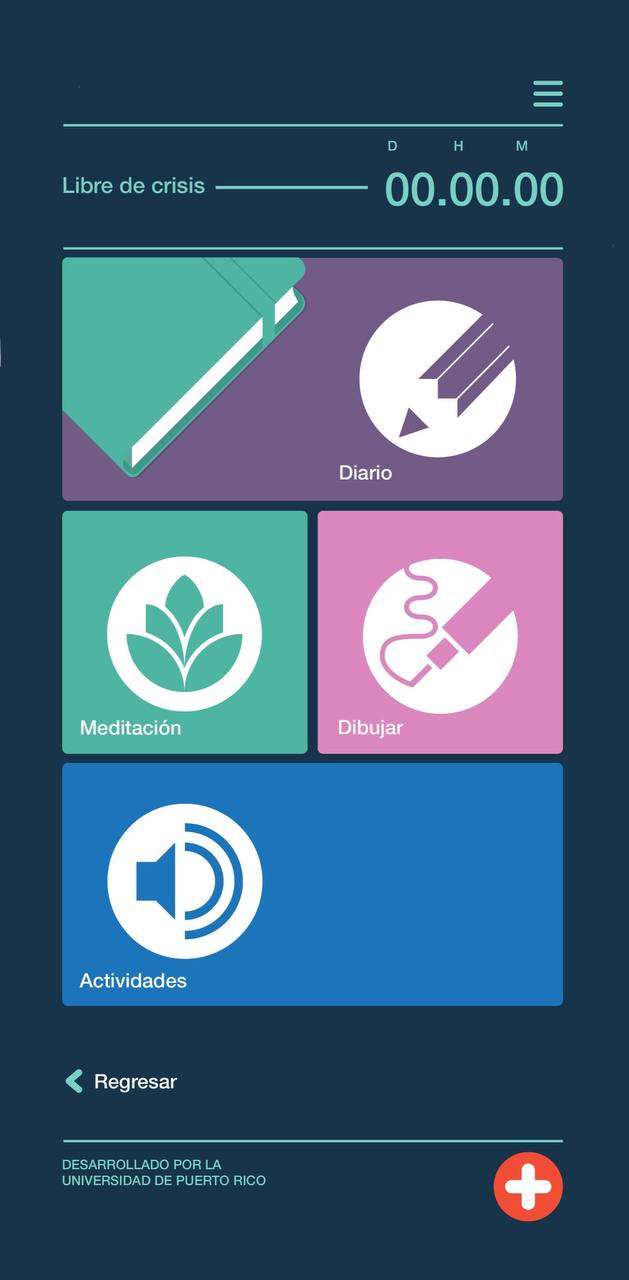 D H M
Libre de crisis 00.00.00
Diario
Meditación
Dibujar
Actividades
Regresar
DESARROLLADO POR LA
UNIVERSIDAD DE PUERTO RICO